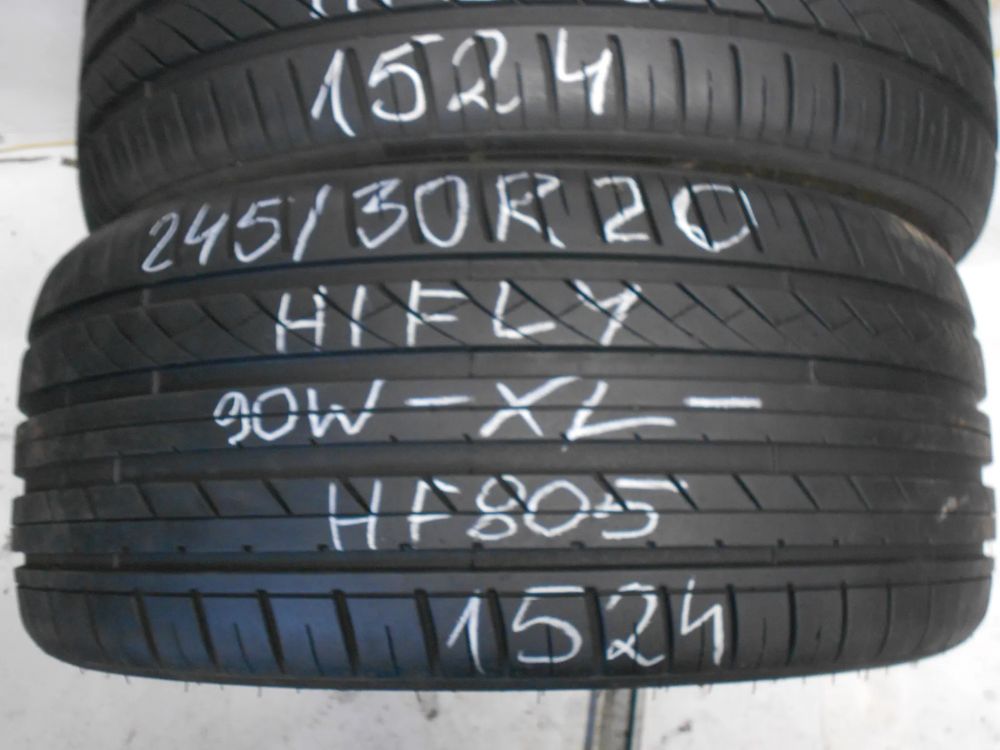 1524
245/30R20
HIFLY
90W - XL -
HF805
1524